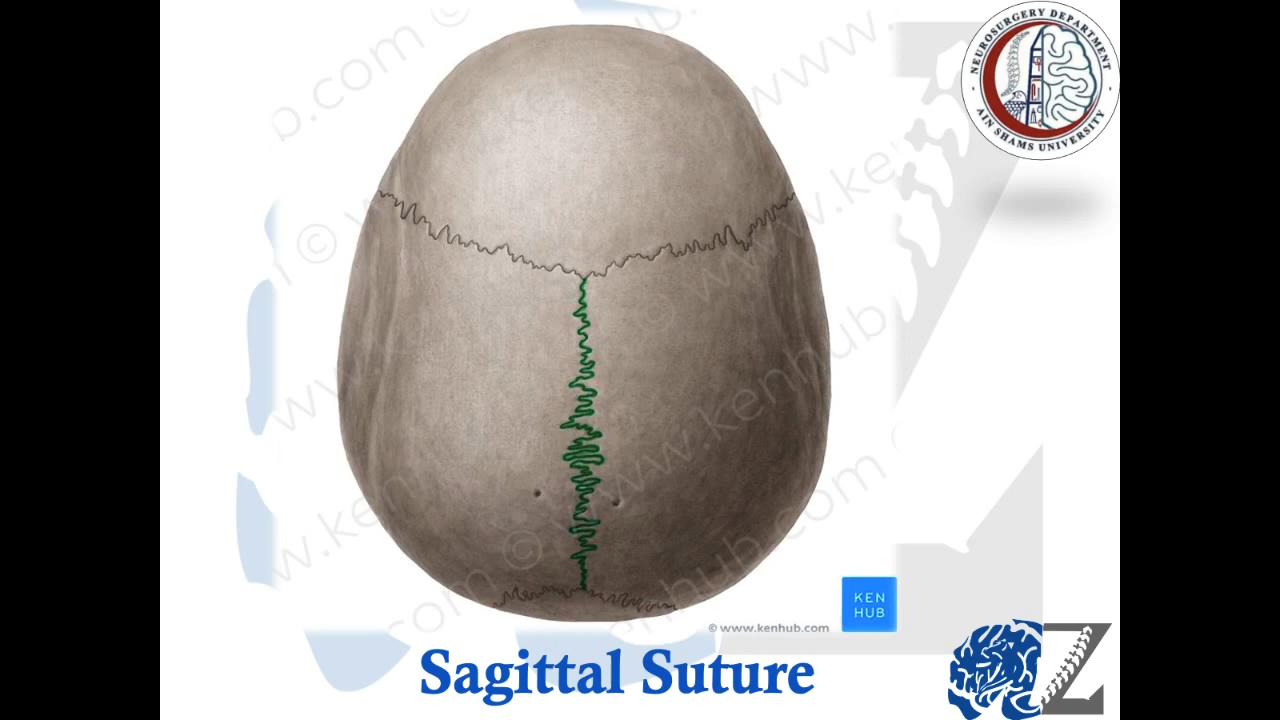 NEUROSURGERY DEPARTMENT
AIN SHAMS UNIVERSITY
KEN
HUB
© www.kenhub.com
Sagittal Suture